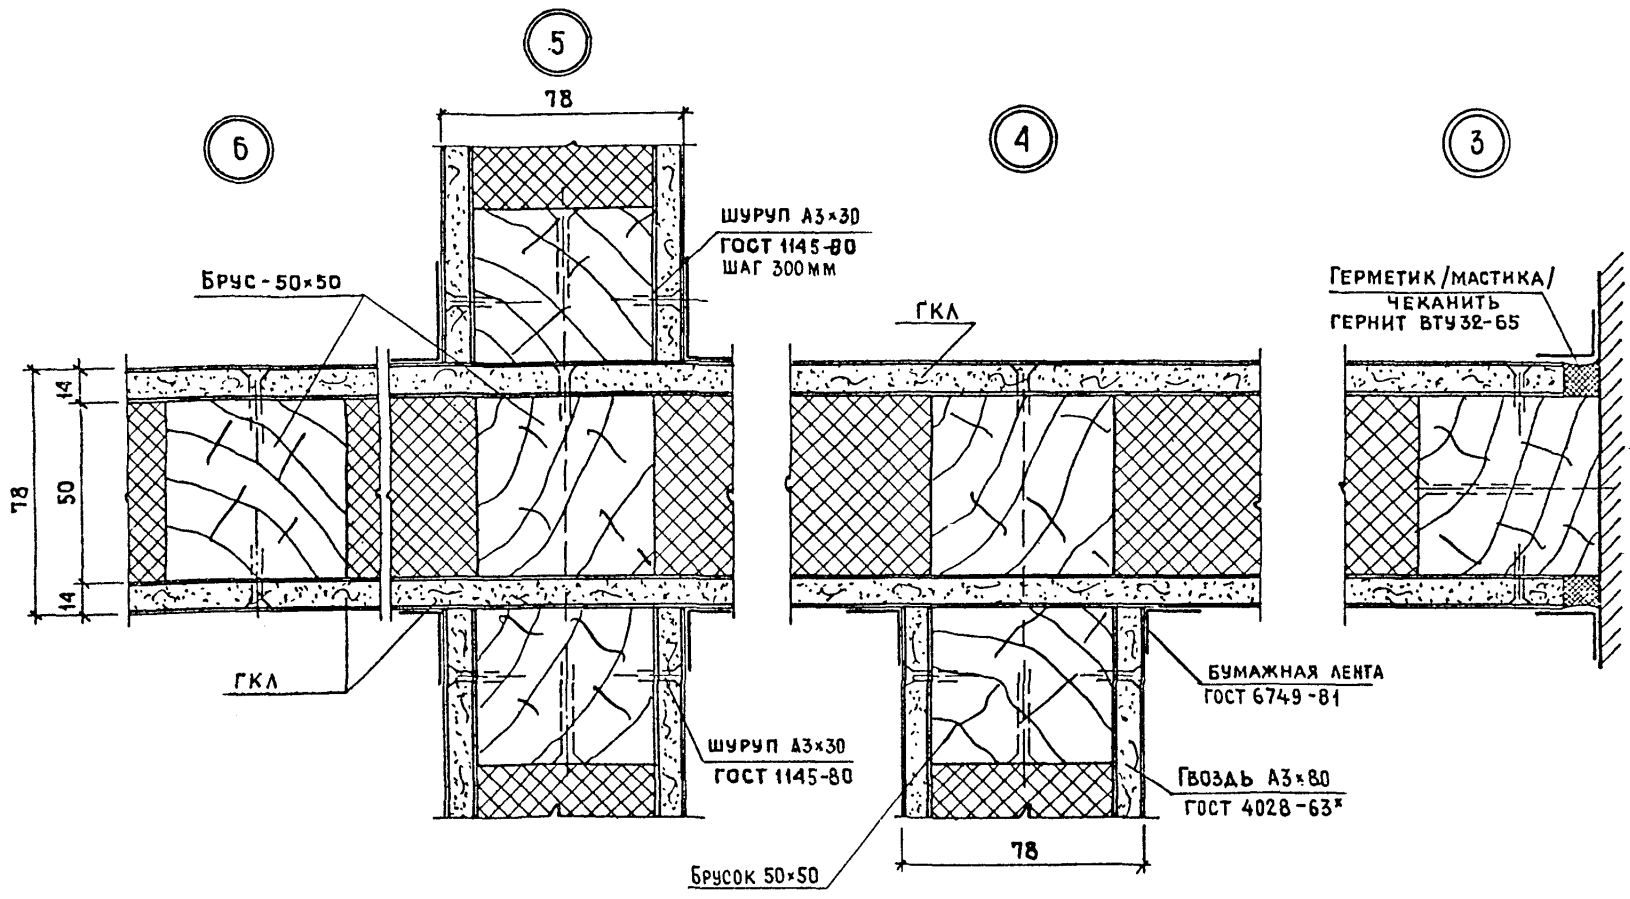 5
78
6
4
3
ШУРУП А3×30
ГОСТ 1145-80
ШАГ 300ММ
БРУС-50×50
ГКЛ
ГЕРМЕТИК/МАСТИКА/
ЧЕКАНИТЬ
ГЕРНИТ ВТУ32-65
14
50
78
14
ГКЛ
БУМАЖНАЯ ЛЕНТА
ГОСТ 6749-81
ШУРУП А3×30
ГОСТ 1145-80
ГВОЗДЬ А3×80
ГОСТ 4028-63*
78
БРУСОК 50×50